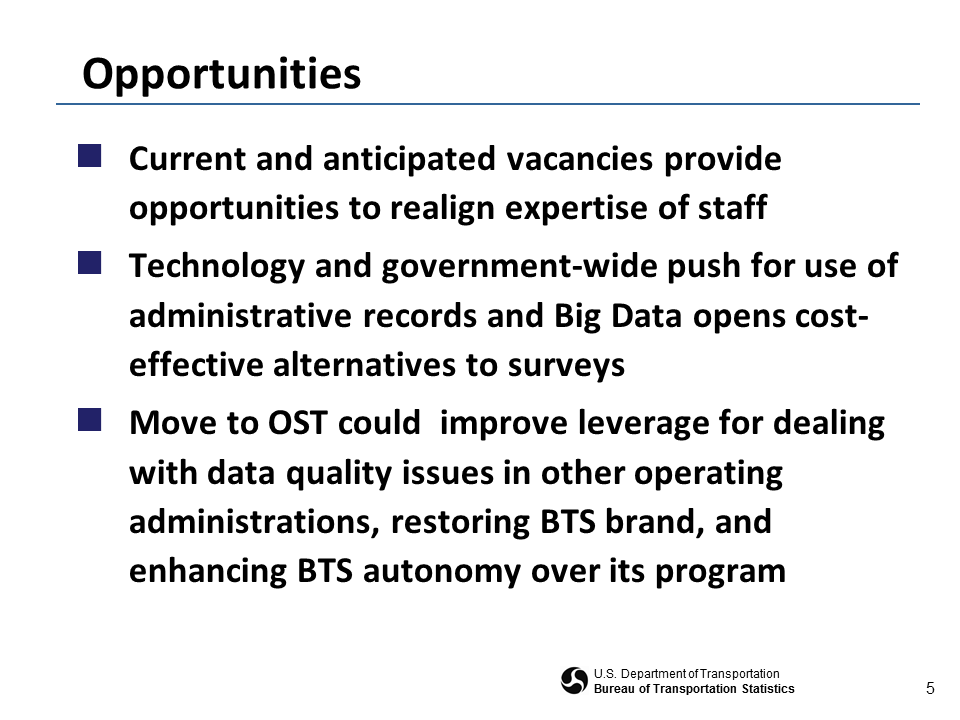 Opportunities
Current and anticipated vacancies provide
opportunities to realign expertise of staff
Technology and government-wide push for use of
administrative records and Big Data opens cost-
effective alternatives to surveys
Move to OST could  improve leverage for dealing
with data quality issues in other operating
administrations, restoring BTS brand, and
enhancing BTS autonomy over its program
U.S. Department of Transportation
Bureau of Transportation Statistics
5